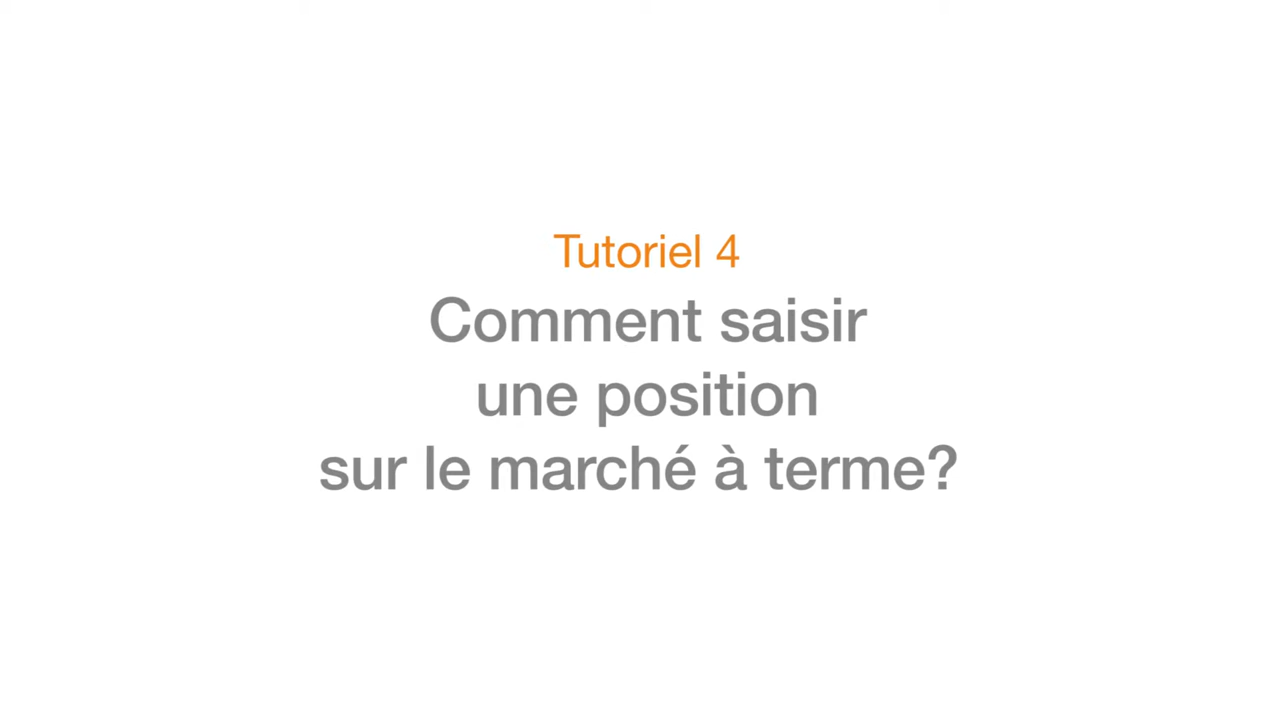 Tutoriel 4
Comment saisir
une position
sur le marché à terme?